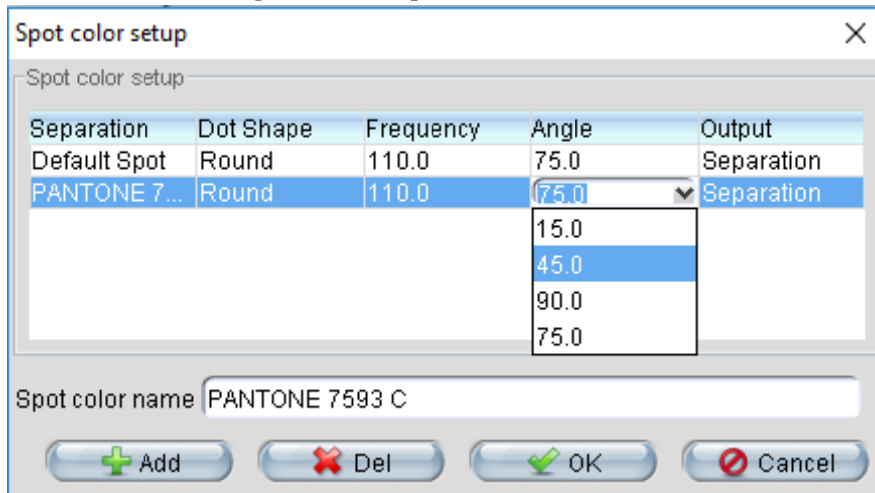 Spot color setup
Spot color setup
Separation Dot Shape Frequency Angle Output
Default Spot Round 110.0 75.0 Separation
PANTONE 7... Round 110.0 75.0 Separation
15.0
45.0
90.0
75.0
Spot color name PANTONE 7593 C
Add Del OK Cancel